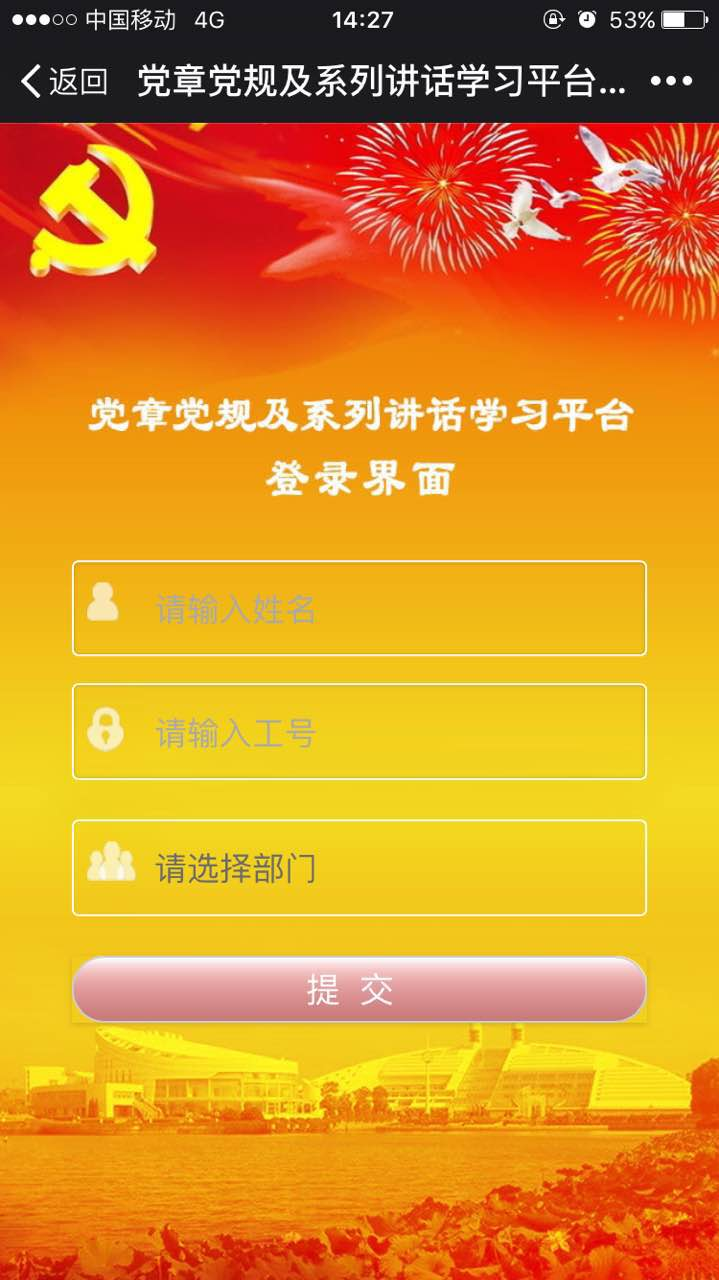 中国移动 4G 14:27 53%
返回 党章党规及系列讲话学习平台...
党章党规及系列讲话学习平台
登录界面
请输入姓名
请输入工号
请选择部门
提 交